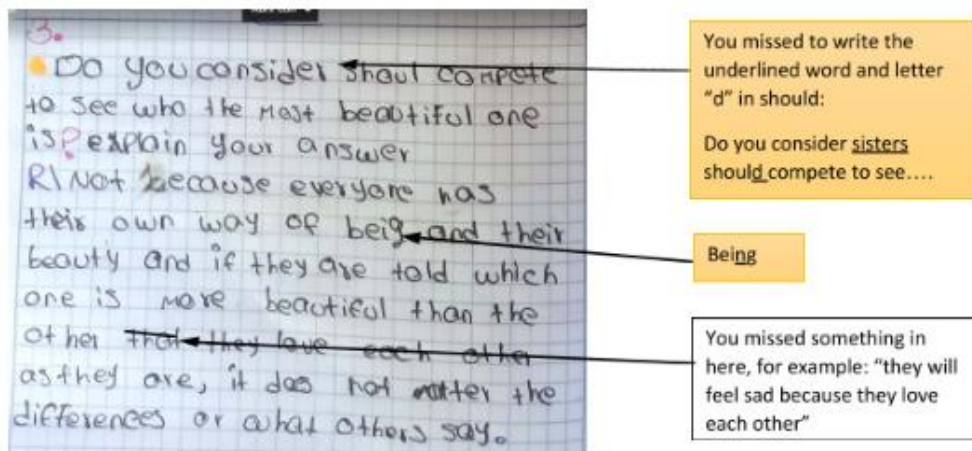 3.
Do you consider shoul compete
to see who the most beautiful one
is? explain your answer
R\ Not because everyone has
their own way of beig and their
beauty and if they are told which
one is more beautiful than the
other that they love each other
as they are, it does not matter the
differences or what others say.
You missed to write the
underlined word and letter
“d” in should:
Do you consider sisters
should compete to see….
Being
You missed something in
here, for example: “they will
feel sad because they love
each other”